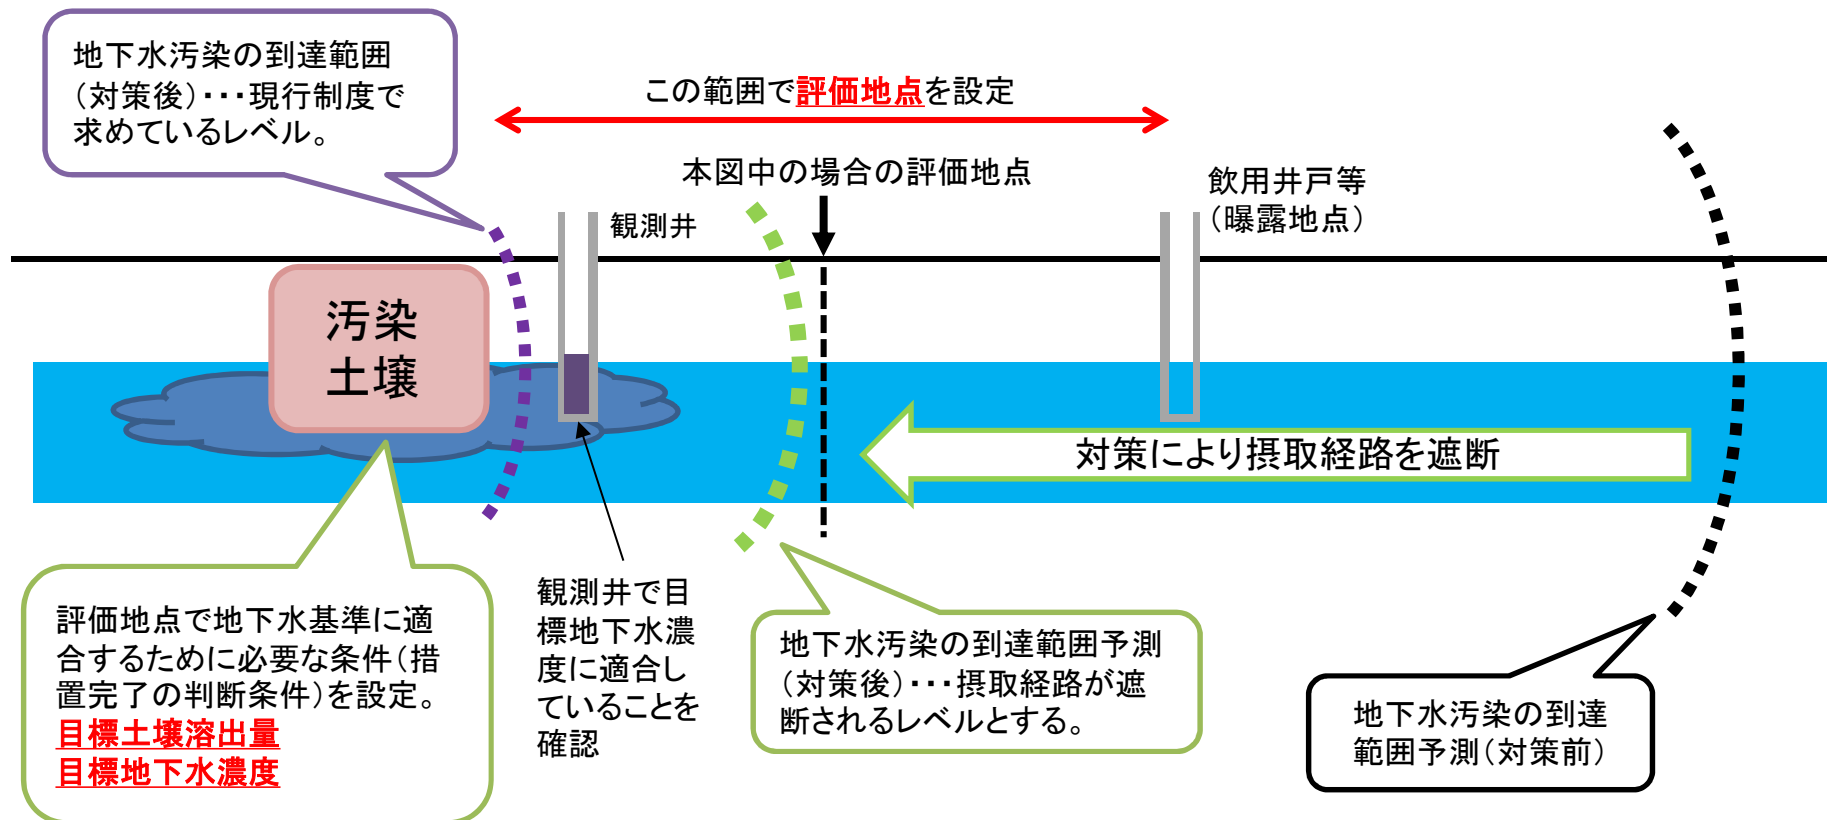 地下水汚染の到達範囲
（対策後）・・・現行制度で
求めているレベル。
この範囲で評価地点を設定
本図中の場合の評価地点
観測井
飲用井戸等
（曝露地点）
汚染
土壌
対策により摂取経路を遮断
評価地点で地下水基準に適
合するために必要な条件（措
置完了の判断条件）を設定。
目標土壌溶出量
目標地下水濃度
観測井で目
標地下水濃
度に適合し
ていることを
確認
地下水汚染の到達範囲予測
（対策後）・・・摂取経路が遮
断されるレベルとする。
地下水汚染の到達
範囲予測（対策前）